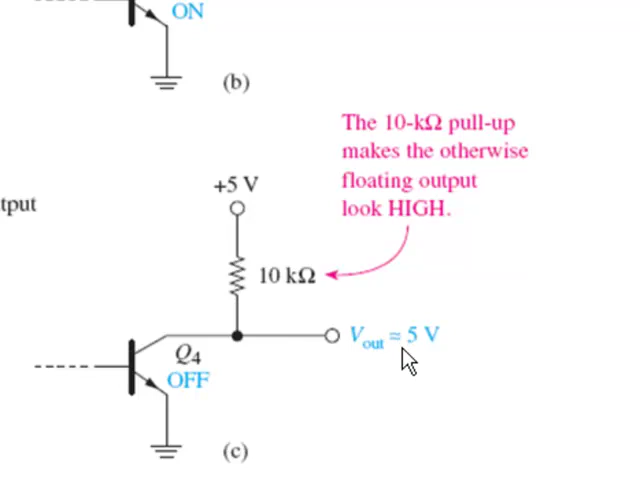 ON
(b)
The 10-kΩ pull-up
makes the otherwise
floating output
look HIGH.
+5 V
tput
10 kΩ
Vout ≈ 5 V
Q4
OFF
(c)